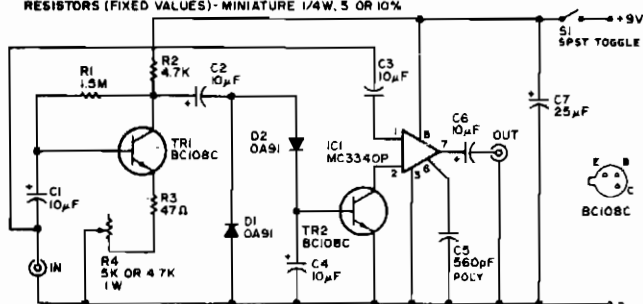 RESISTORS (FIXED VALUES)- MINIATURE 1/4W, 5 OR 10%
+9V
S1
SPST TOGGLE
R2
4.7K
C2
10µF
C3
10µF
R1
1.5M
C7
25µF
C6
10µF
OUT
D2
OA91
IC1
MC3340P
1
8
7
2
3
6
TR1
BC108C
E
B
C
BC108C
C1
10µF
R3
47Ω
D1
OA91
TR2
BC108C
C4
10µF
C5
560pF
POLY
IN
R4
5K OR 4.7K
1W